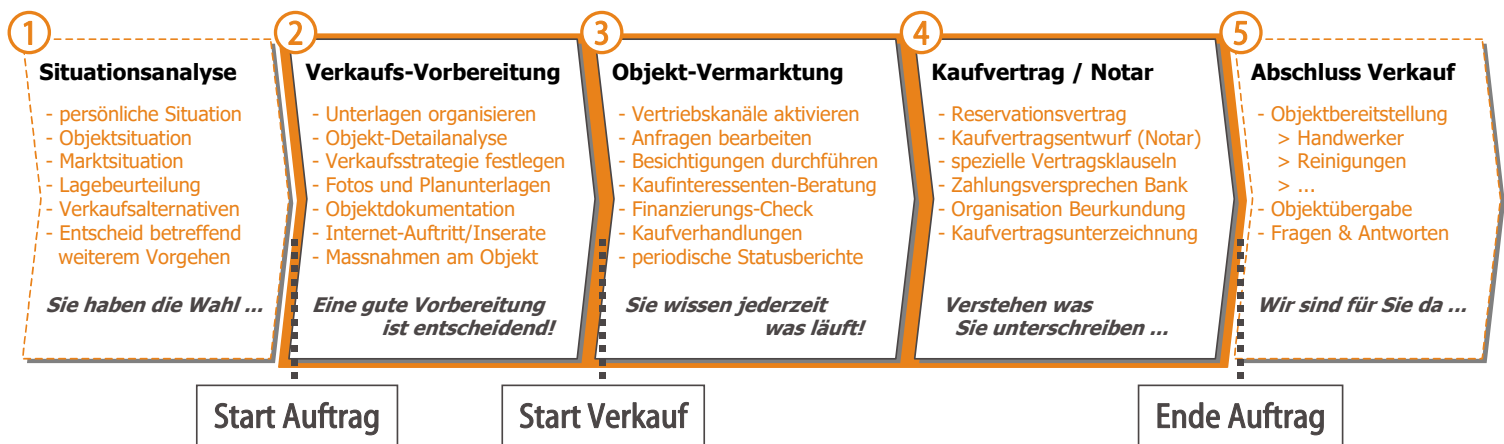 1
Situationsanalyse
- persönliche Situation
- Objektsituation
- Marktsituation
- Lagebeurteilung
- Verkaufsalternativen
- Entscheid betreffend
weiterem Vorgehen
Sie haben die Wahl ...
2
Verkaufs-Vorbereitung
- Unterlagen organisieren
- Objekt-Detailanalyse
- Verkaufsstrategie festlegen
- Fotos und Planunterlagen
- Objektdokumentation
- Internet-Auftritt/Inserate
- Massnahmen am Objekt
Eine gute Vorbereitung
ist entscheidend!
3
Objekt-Vermarktung
- Vertriebskanäle aktivieren
- Anfragen bearbeiten
- Besichtigungen durchführen
- Kaufinteressenten-Beratung
- Finanzierungs-Check
- Kaufverhandlungen
- periodische Statusberichte
Sie wissen jederzeit
was läuft!
4
Kaufvertrag / Notar
- Reservationsvertrag
- Kaufvertragsentwurf (Notar)
- spezielle Vertragsklauseln
- Zahlungsversprechen Bank
- Organisation Beurkundung
- Kaufvertragsunterzeichnung
Verstehen was
Sie unterschreiben ...
5
Abschluss Verkauf
- Objektbereitstellung
> Handwerker
> Reinigungen
> ...
- Objektübergabe
- Fragen & Antworten
Wir sind für Sie da ...
Start Auftrag
Start Verkauf
Ende Auftrag